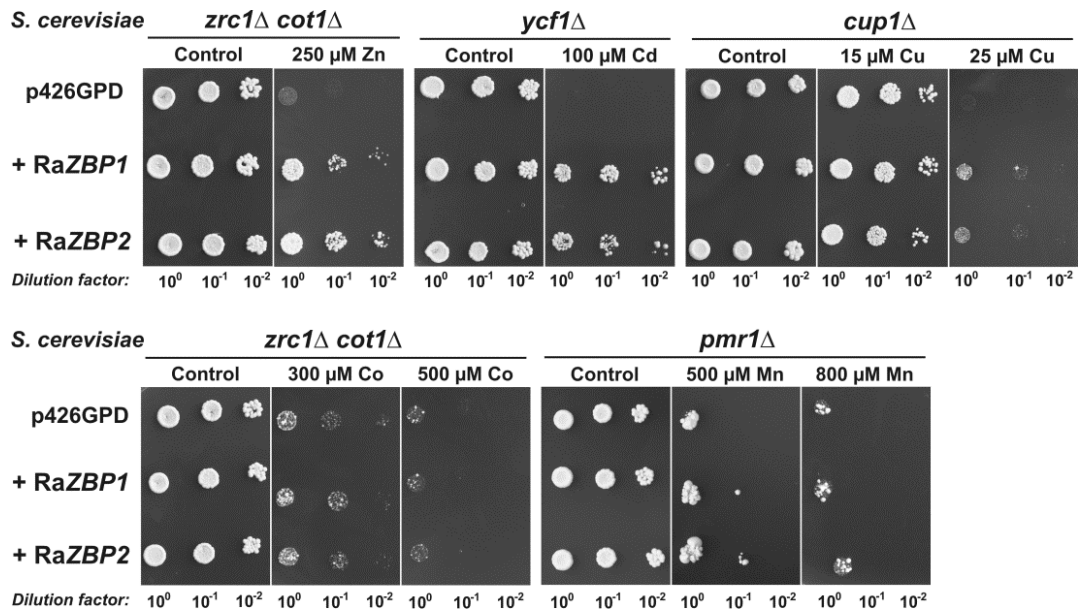 S. cerevisiae zrc1Δ cot1Δ ycf1Δ cup1Δ
Control 250 µM Zn Control 100 µM Cd Control 15 µM Cu 25 µM Cu
p426GPD
+ RaZBP1
+ RaZBP2
Dilution factor: 10⁰ 10⁻¹ 10⁻² 10⁰ 10⁻¹ 10⁻² 10⁰ 10⁻¹ 10⁻² 10⁰ 10⁻¹ 10⁻² 10⁰ 10⁻¹ 10⁻² 10⁰ 10⁻¹ 10⁻² 10⁰ 10⁻¹ 10⁻²
S. cerevisiae zrc1Δ cot1Δ pmr1Δ
Control 300 µM Co 500 µM Co Control 500 µM Mn 800 µM Mn
p426GPD
+ RaZBP1
+ RaZBP2
Dilution factor: 10⁰ 10⁻¹ 10⁻² 10⁰ 10⁻¹ 10⁻² 10⁰ 10⁻¹ 10⁻² 10⁰ 10⁻¹ 10⁻² 10⁰ 10⁻¹ 10⁻² 10⁰ 10⁻¹ 10⁻²